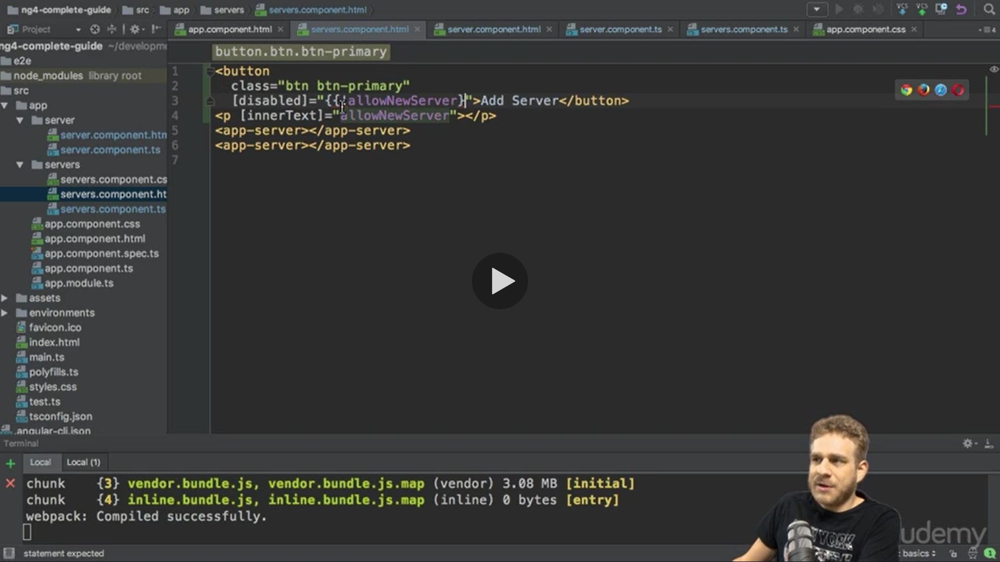 ng4-complete-guide src app servers servers.component.html
Project
app.component.html servers.component.html server.component.html server.component.ts servers.component.ts app.component.css
ng4-complete-guide ~/developme
e2e
node_modules library root
src
app
server
server.component.htm
server.component.ts
servers
servers.component.cs
servers.component.ht
servers.component.ts
app.component.css
app.component.html
app.component.spec.ts
app.component.ts
app.module.ts
assets
environments
favicon.ico
index.html
main.ts
polyfills.ts
styles.css
test.ts
tsconfig.json
.angular-cli.json
button.btn.btn-primary
1 <button
2 class="btn btn-primary"
3 [disabled]="{{!allowNewServer}">Add Server</button>
4 <p [innerText]="allowNewServer"></p>
5 <app-server></app-server>
6 <app-server></app-server>
7
Terminal
Local Local (1)
chunk {3} vendor.bundle.js, vendor.bundle.js.map (vendor) 3.08 MB [initial]
chunk {4} inline.bundle.js, inline.bundle.js.map (inline) 0 bytes [entry]
webpack: Compiled successfully.
statement expected
udemy
: basics
1
VCS VCS
4